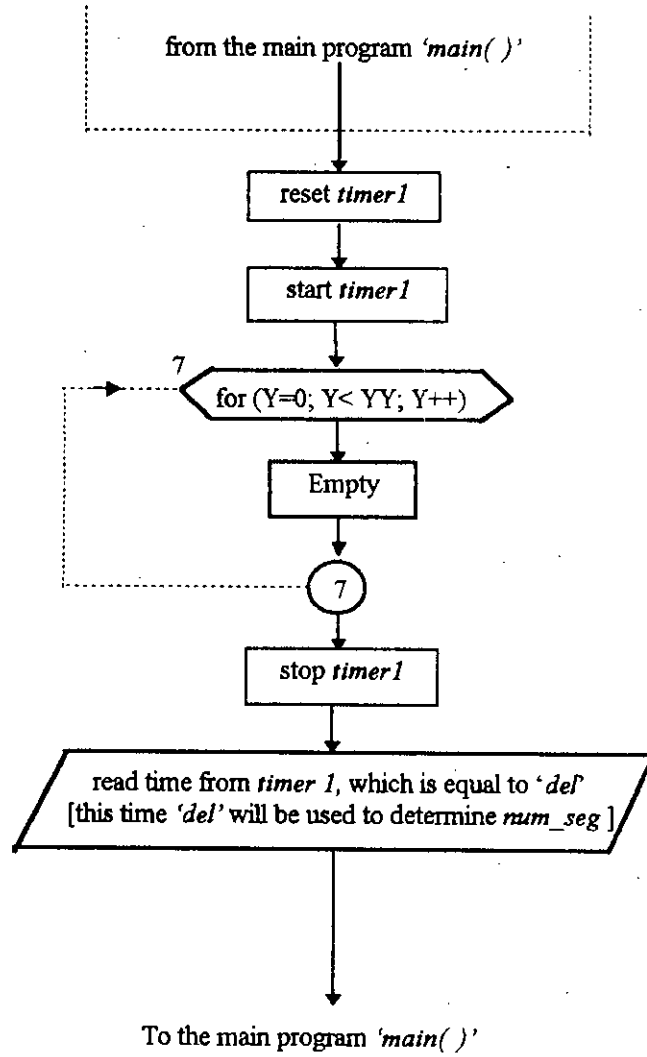 from the main program ‘main( )’
reset timer1
start timer1
7
for (Y=0; Y< YY; Y++)
Empty
7
stop timer1
read time from timer 1, which is equal to ‘del’
[this time ‘del’ will be used to determine num_seg ]
To the main program ‘main( )’